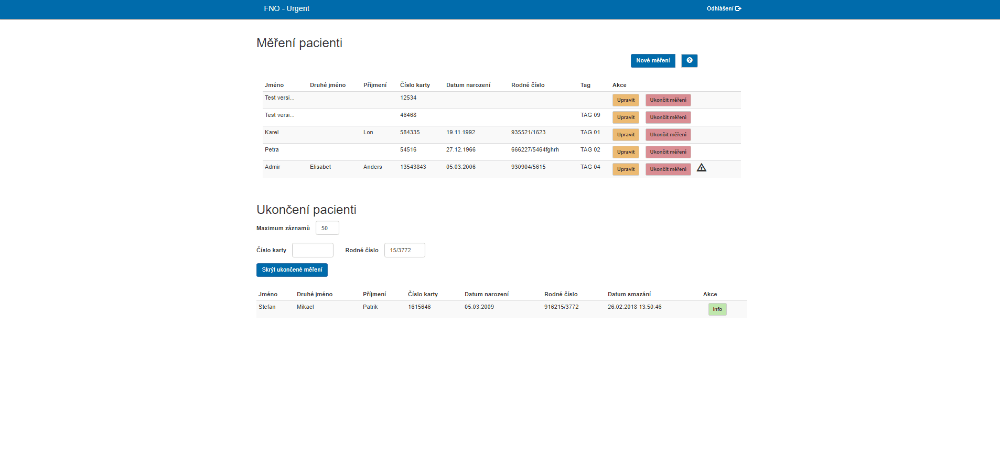 FNO - Urgent Odhlášení
Měření pacienti
Nové měření
Jméno Druhé jméno Příjmení Číslo karty Datum narození Rodné číslo Tag Akce
Test versi... 12534 Upravit Ukončit měření
Test versi... 46468 TAG 09 Upravit Ukončit měření
Karel Lon 584335 19.11.1992 935521/1623 TAG 01 Upravit Ukončit měření
Petra 54516 27.12.1966 666227/5464fghrh TAG 02 Upravit Ukončit měření
Admir Elisabet Anders 13543843 05.03.2006 930904/5615 TAG 04 Upravit Ukončit měření
Ukončení pacienti
Maximum záznamů 50
Číslo karty Rodné číslo 15/3772
Skrýt ukončené měření
Jméno Druhé jméno Příjmení Číslo karty Datum narození Rodné číslo Datum smazání Akce
Stefan Mikael Patrik 1615646 05.03.2009 916215/3772 26.02.2018 13:50:46 Info